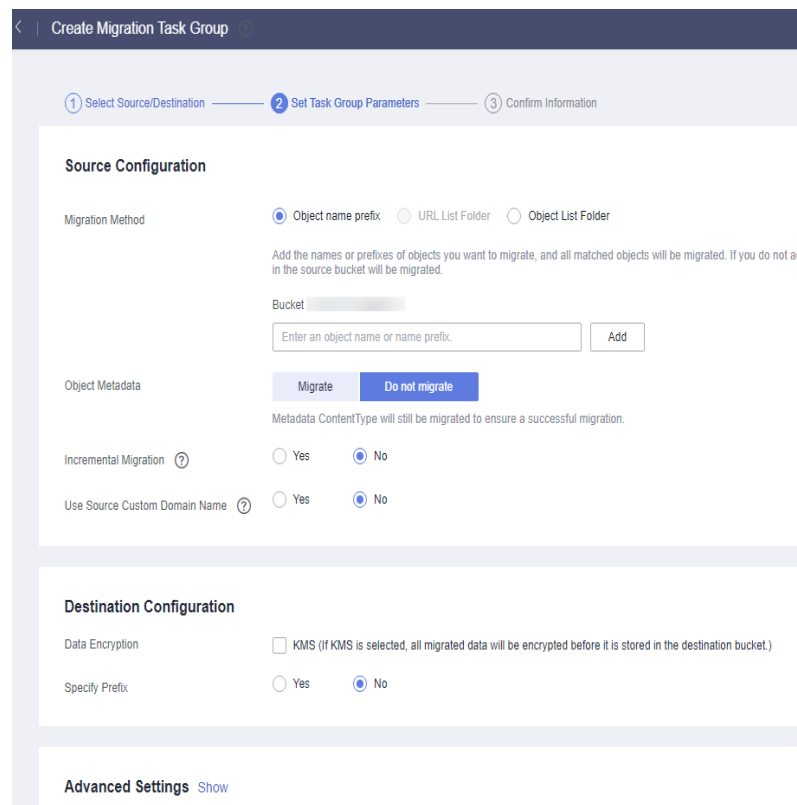 Create Migration Task Group ?
1 Select Source/Destination 2 Set Task Group Parameters 3 Confirm Information
Source Configuration
Migration Method Object name prefix URL List Folder Object List Folder
Add the names or prefixes of objects you want to migrate, and all matched objects will be migrated. If you do not
in the source bucket will be migrated.
Bucket
Enter an object name or name prefix. Add
Object Metadata Migrate Do not migrate
Metadata ContentType will still be migrated to ensure a successful migration.
Incremental Migration ? Yes No
Use Source Custom Domain Name ? Yes No
Destination Configuration
Data Encryption KMS (If KMS is selected, all migrated data will be encrypted before it is stored in the destination bucket.)
Specify Prefix Yes No
Advanced Settings Show